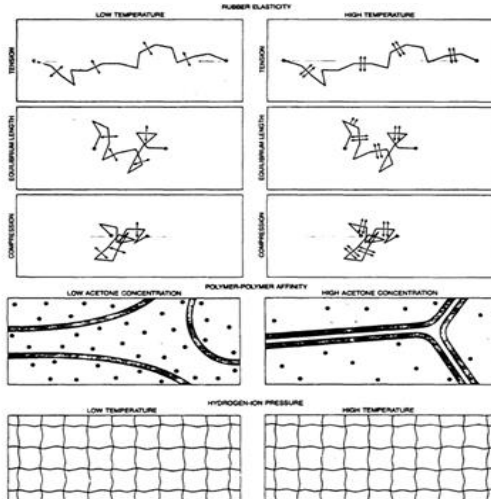 RUBBER ELASTICITY
LOW TEMPERATURE
HIGH TEMPERATURE
TENSION
TENSION
EQUILIBRIUM LENGTH
EQUILIBRIUM LENGTH
COMPRESSION
COMPRESSION
POLYMER-POLYMER AFFINITY
LOW ACETONE CONCENTRATION
HIGH ACETONE CONCENTRATION
HYDROGEN-ION PRESSURE
LOW TEMPERATURE
HIGH TEMPERATURE